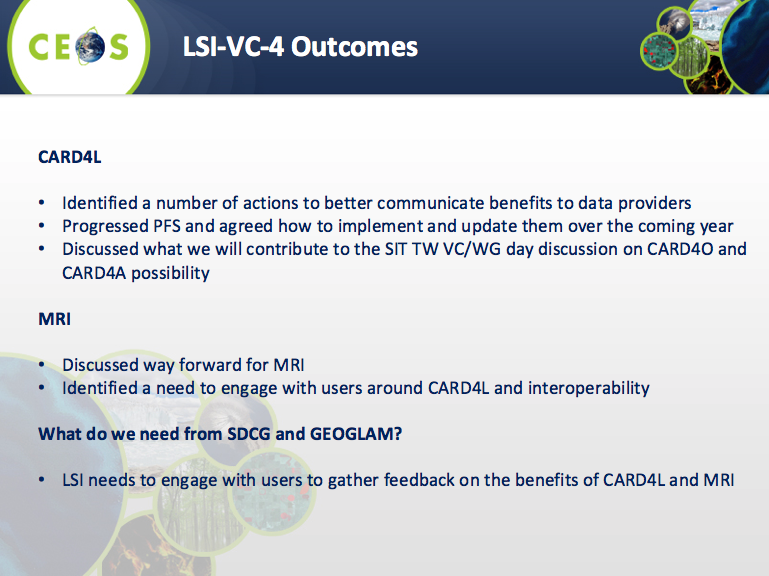 CEOS
LSI-VC-4 Outcomes
CARD4L
• Identified a number of actions to better communicate benefits to data providers
• Progressed PFS and agreed how to implement and update them over the coming year
• Discussed what we will contribute to the SIT TW VC/WG day discussion on CARD4O and
CARD4A possibility
MRI
• Discussed way forward for MRI
• Identified a need to engage with users around CARD4L and interoperability
What do we need from SDCG and GEOGLAM?
• LSI needs to engage with users to gather feedback on the benefits of CARD4L and MRI